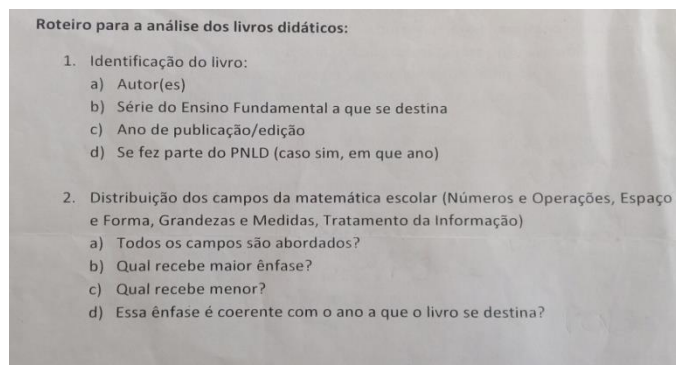 Roteiro para a análise dos livros didáticos:
1. Identificação do livro:
a) Autor(es)
b) Série do Ensino Fundamental a que se destina
c) Ano de publicação/edição
d) Se fez parte do PNLD (caso sim, em que ano)
2. Distribuição dos campos da matemática escolar (Números e Operações, Espaço
e Forma, Grandezas e Medidas, Tratamento da Informação)
a) Todos os campos são abordados?
b) Qual recebe maior ênfase?
c) Qual recebe menor?
d) Essa ênfase é coerente com o ano a que o livro se destina?